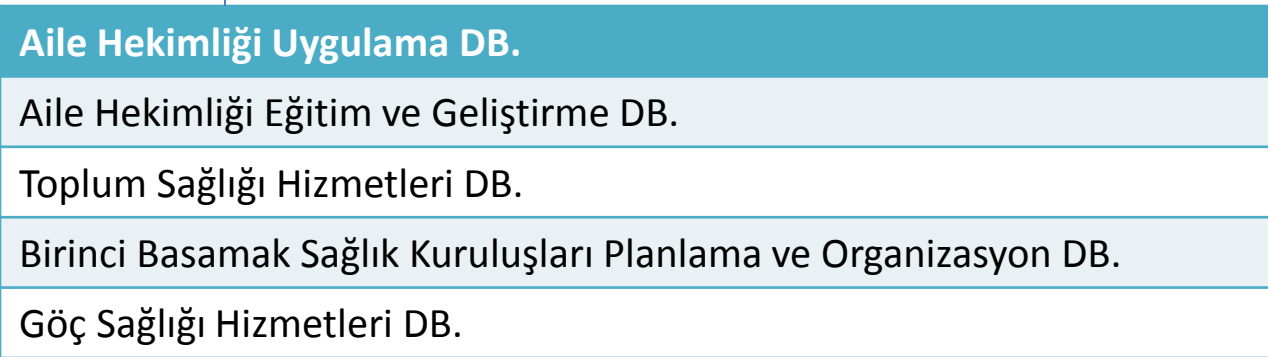 Aile Hekimliği Uygulama DB.
Aile Hekimliği Eğitim ve Geliştirme DB.
Toplum Sağlığı Hizmetleri DB.
Birinci Basamak Sağlık Kuruluşları Planlama ve Organizasyon DB.
Göç Sağlığı Hizmetleri DB.